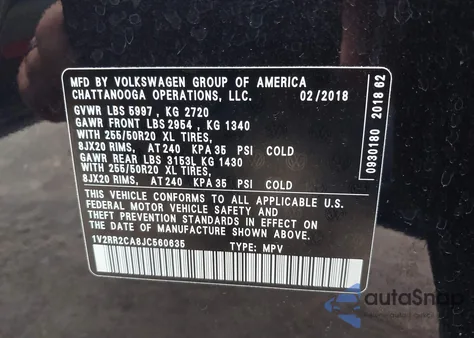 MFD BY VOLKSWAGEN GROUP OF AMERICA
CHATTANOOGA OPERATIONS, LLC. 02/2018
GVWR LBS 5997, KG 2720
GAWR FRONT LBS 2954, KG 1340
WITH 255/50R20 XL TIRES,
8JX20 RIMS, AT 240 KPA 35 PSI COLD
GAWR REAR LBS 3153L KG 1430
WITH 255/50R20 XL TIRES,
8JX20 RIMS, AT 240 KPA 35 PSI COLD
THIS VEHICLE CONFORMS TO ALL APPLICABLE U.S.
FEDERAL MOTOR VEHICLE SAFETY AND
THEFT PREVENTION STANDARDS IN EFFECT ON
THE DATE OF MANUFACTURE SHOWN ABOVE.
1V2RR2CA8JC560635 TYPE: MPV
0930180 2018 62
autoSnap